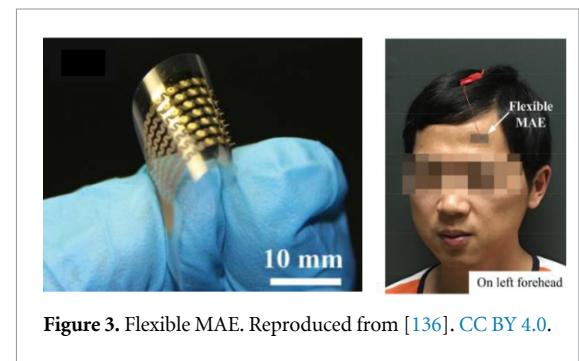 10 mm
Flexible
MAE
On left forehead
Figure 3. Flexible MAE. Reproduced from [136]. CC BY 4.0.